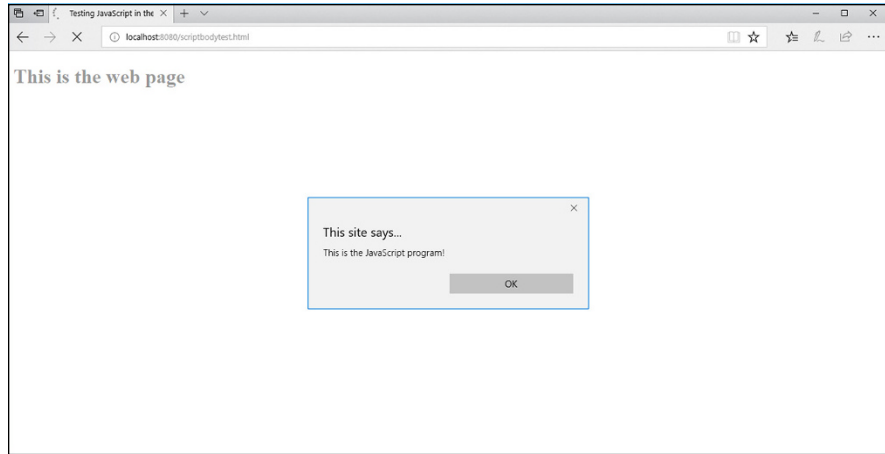 Testing JavaScript in the
localhost:8080/scriptbodytest.html
This is the web page
This site says...
This is the JavaScript program!
OK